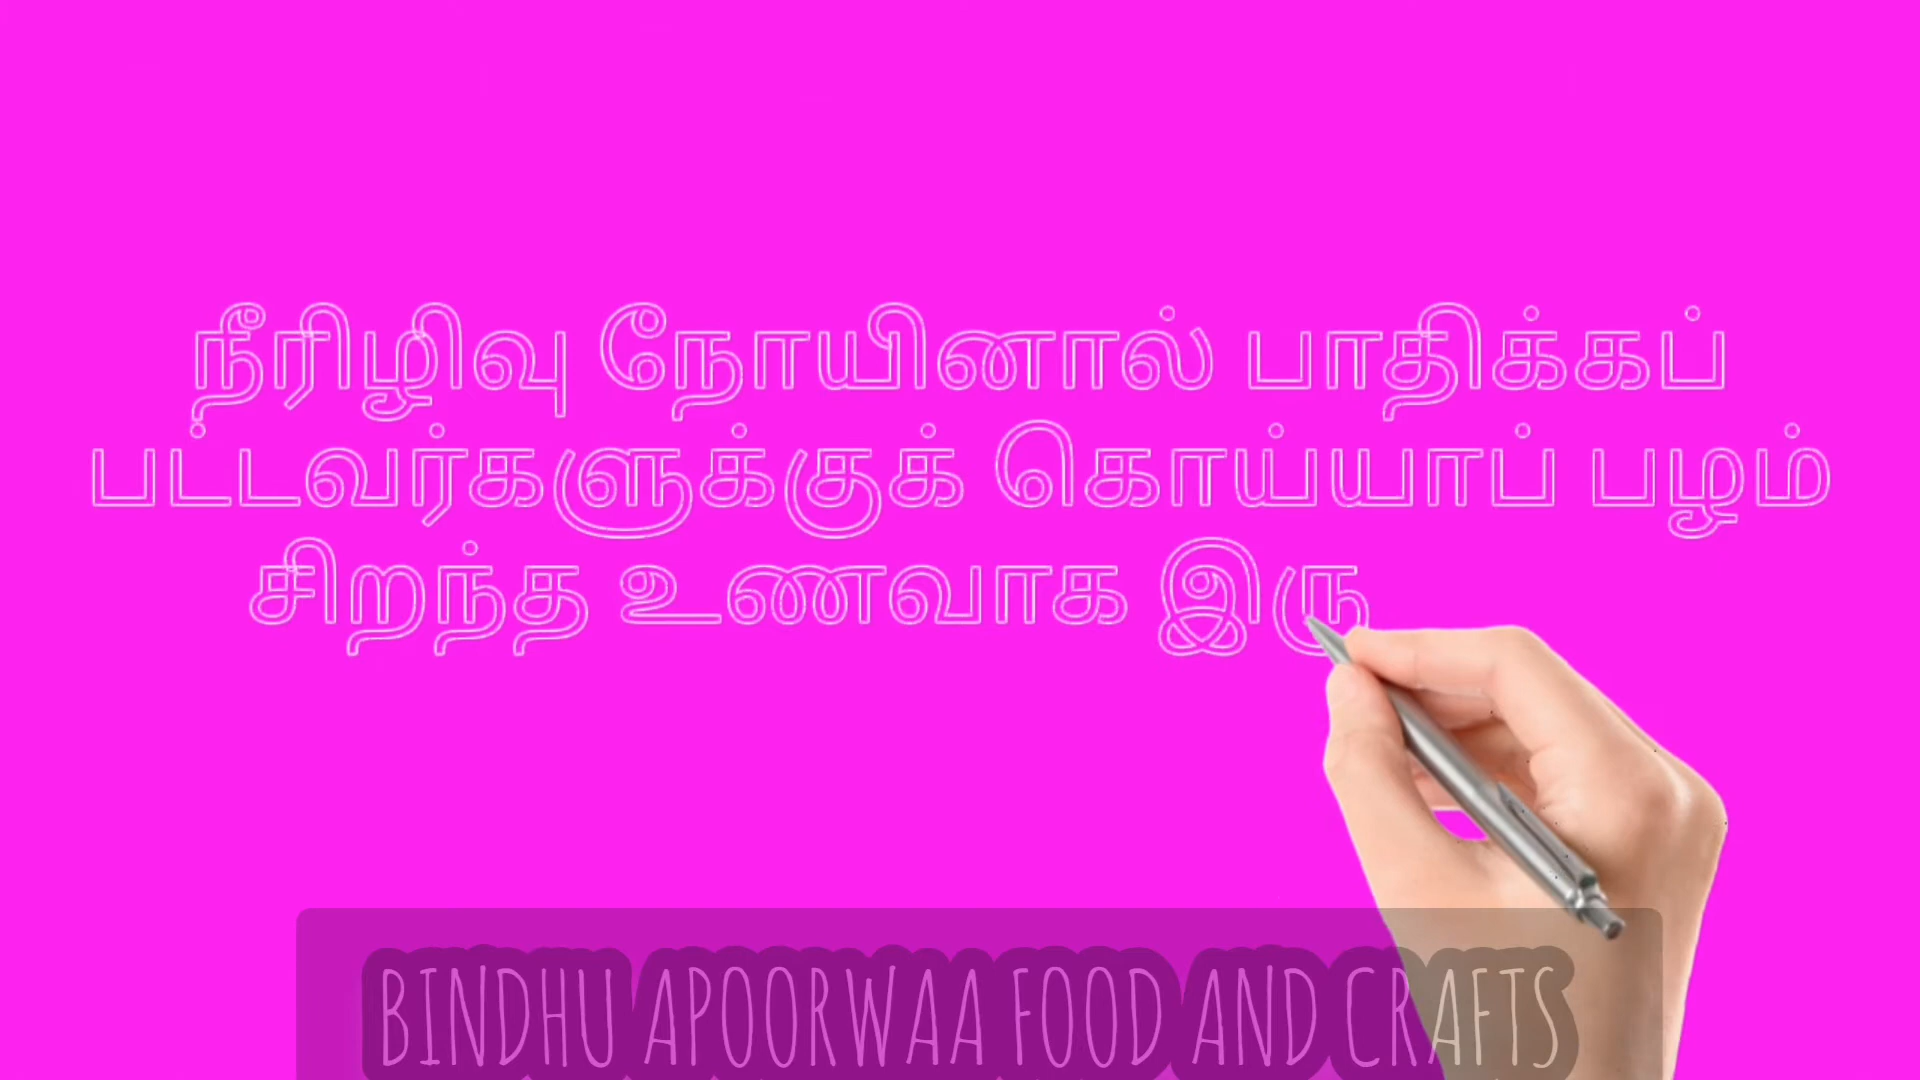 நீரிழிவு நோயினால் பாதிக்கப்
பட்டவர்களுக்குக் கொய்யாப் பழம்
சிறந்த உணவாக இரு
BINDHU APOORWAA FOOD AND CRAFTS